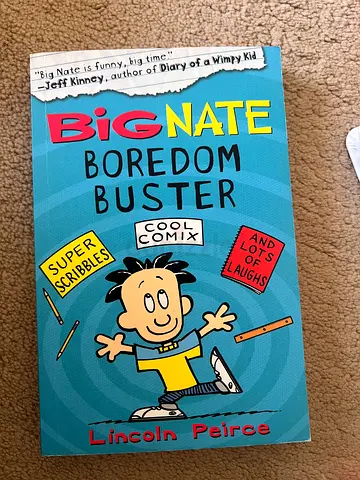 "Big Nate is funny, big time."
—Jeff Kinney, author of Diary of a Wimpy Kid
BiG NATE
BOREDOM
BUSTER
SUPER
SCRIBBLES
COOL
COMIX
AND
LOTS
OF
LAUGHS
Lincoln Peirce